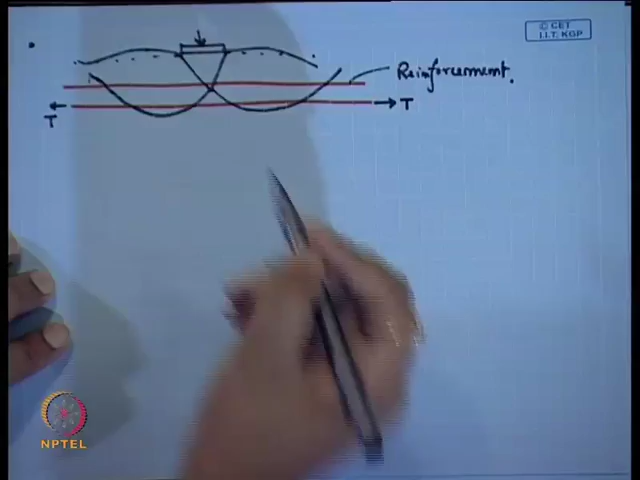 © CET
I.I.T. KGP
Reinforcement.
T
T
NPTEL